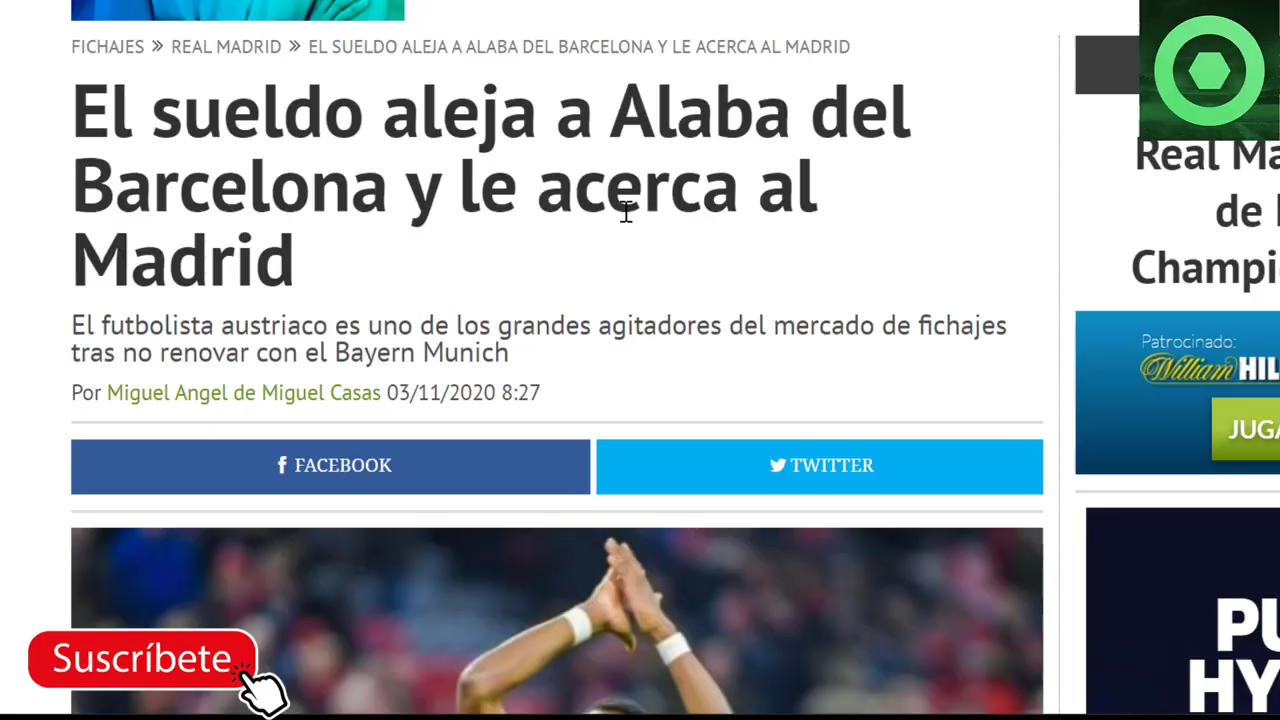 FICHAJES » REAL MADRID » EL SUELDO ALEJA A ALABA DEL BARCELONA Y LE ACERCA AL MADRID
El sueldo aleja a Alaba del
Barcelona y le acerca al
Madrid
El futbolista austriaco es uno de los grandes agitadores del mercado de fichajes
tras no renovar con el Bayern Munich
Por Miguel Angel de Miguel Casas 03/11/2020 8:27
FACEBOOK
TWITTER
Suscríbete
Real
de
Patrocinado:
William